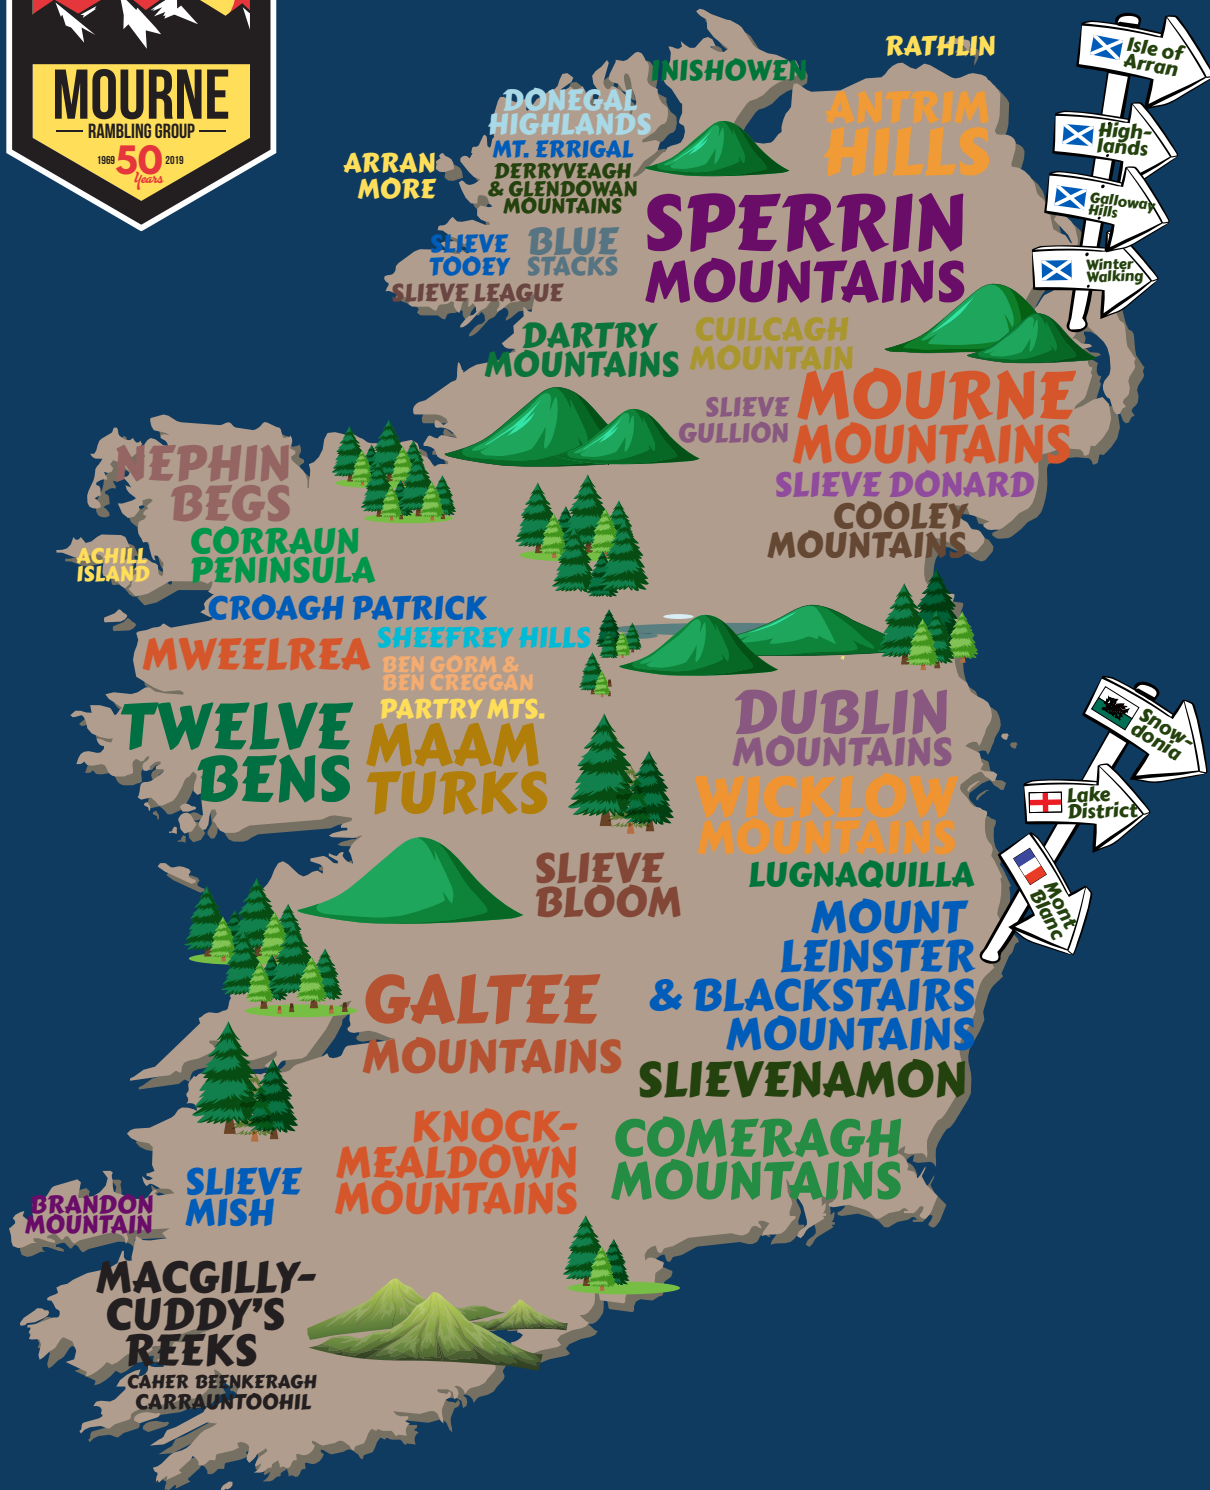 MOURNE
RAMBLING GROUP
1969 50 2019
Years
RATHLIN
INISHOWEN
DONEGAL
HIGHLANDS
MT. ERRIGAL
DERRYVEAGH
& GLENDOWAN
MOUNTAINS
ARRAN
MORE
ANTRIM
HILLS
SLIEVE
TOOEY
BLUE
STACKS
SLIEVE LEAGUE
SPERRIN
MOUNTAINS
DARTRY
MOUNTAINS
CUILCAGH
MOUNTAIN
SLIEVE
GULLION
MOURNE
MOUNTAINS
SLIEVE DONARD
COOLEY
MOUNTAINS
NEPHIN
BEGS
CORRAUN
PENINSULA
ACHILL
ISLAND
CROAGH PATRICK
MWEELREA
SHEEFREY HILLS
BEN GORM &
BEN CREGGAN
PARTRY MTS.
TWELVE
BENS
MAAM
TURKS
DUBLIN
MOUNTAINS
WICKLOW
MOUNTAINS
LUGNAQUILLA
SLIEVE
BLOOM
MOUNT
LEINSTER
& BLACKSTAIRS
MOUNTAINS
GALTEE
MOUNTAINS
SLIEVENAMON
KNOCK-
MEALDOWN
MOUNTAINS
COMERAGH
MOUNTAINS
SLIEVE
MISH
BRANDON
MOUNTAIN
MACGILLY-
CUDDY'S
REEKS
CAHER BEENKERAGH
CARRAUNTOOHIL
Isle of
Arran
High-
lands
Galloway
Hills
Winter
Walking
Snow-
donia
Lake
District
Mont
Blanc